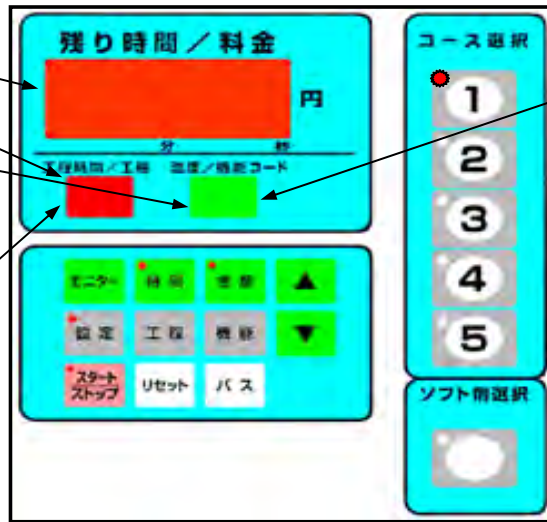 残り時間／料金
円
分 秒
工程時間／工程 温度／機能コード
モニター 時間 温度 ▲
設定 工程 機能 ▼
スタート
ストップ
リセット パス
コース選択
1
2
3
4
5
ソフト剤選択